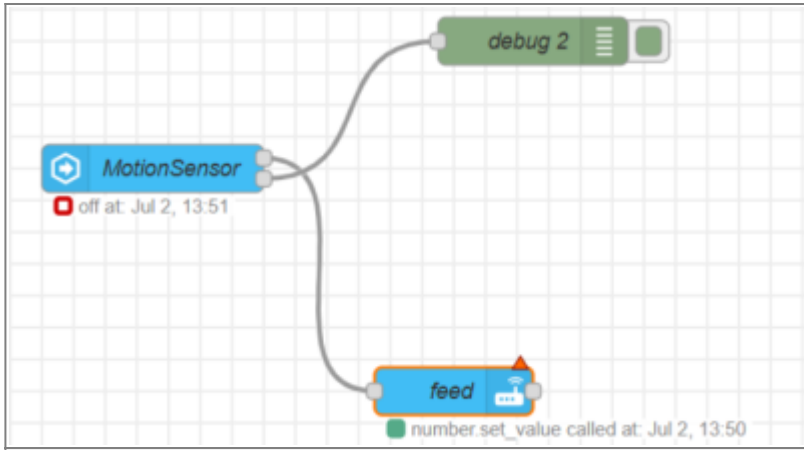 debug 2
MotionSensor
off at: Jul 2, 13:51
feed
number.set_value called at: Jul 2, 13:50